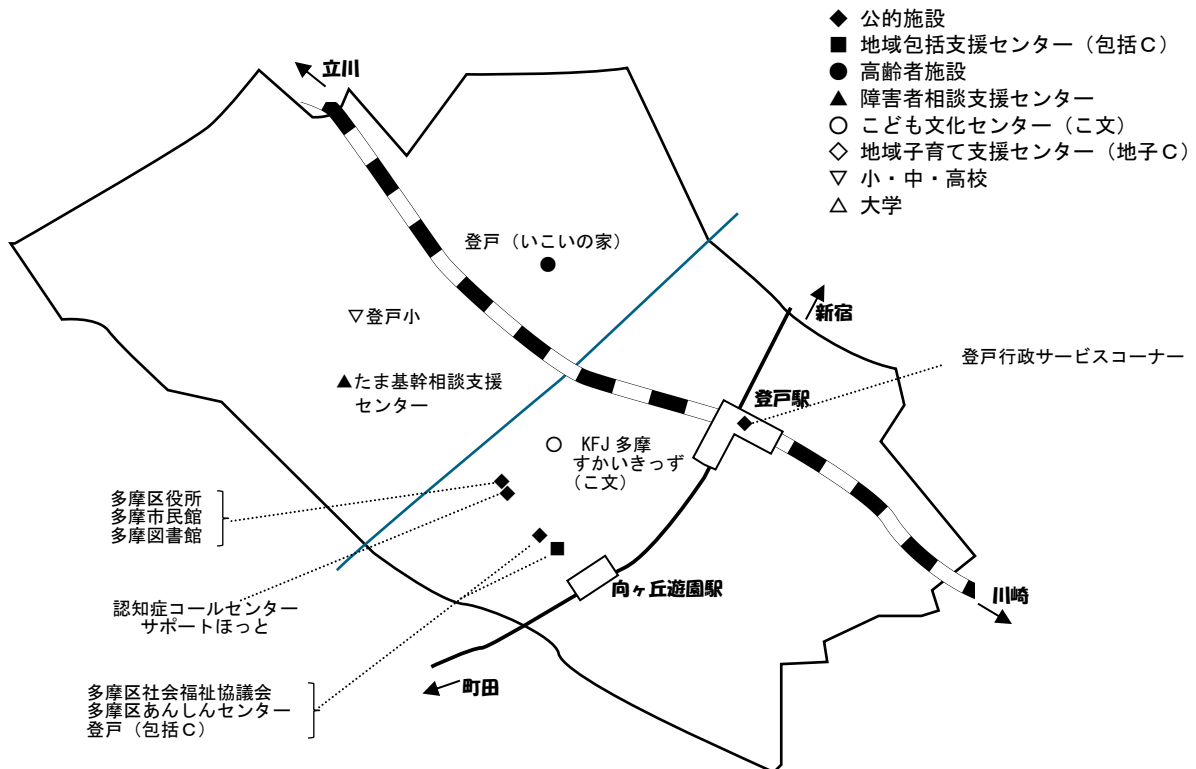 ◆ 公的施設
■ 地域包括支援センター（包括C）
● 高齢者施設
▲ 障害者相談支援センター
○ こども文化センター（こ文）
◇ 地域子育て支援センター（地子C）
▽ 小・中・高校
△ 大学
立川
登戸（いこいの家）
▽登戸小
新宿
登戸行政サービスコーナー
▲たま基幹相談支援
センター
登戸駅
○ KFJ 多摩
すかいきっず
（こ文）
多摩区役所
多摩市民館
多摩図書館
向ヶ丘遊園駅
川崎
認知症コールセンター
サポートほっと
町田
多摩区社会福祉協議会
多摩区あんしんセンター
登戸（包括C）